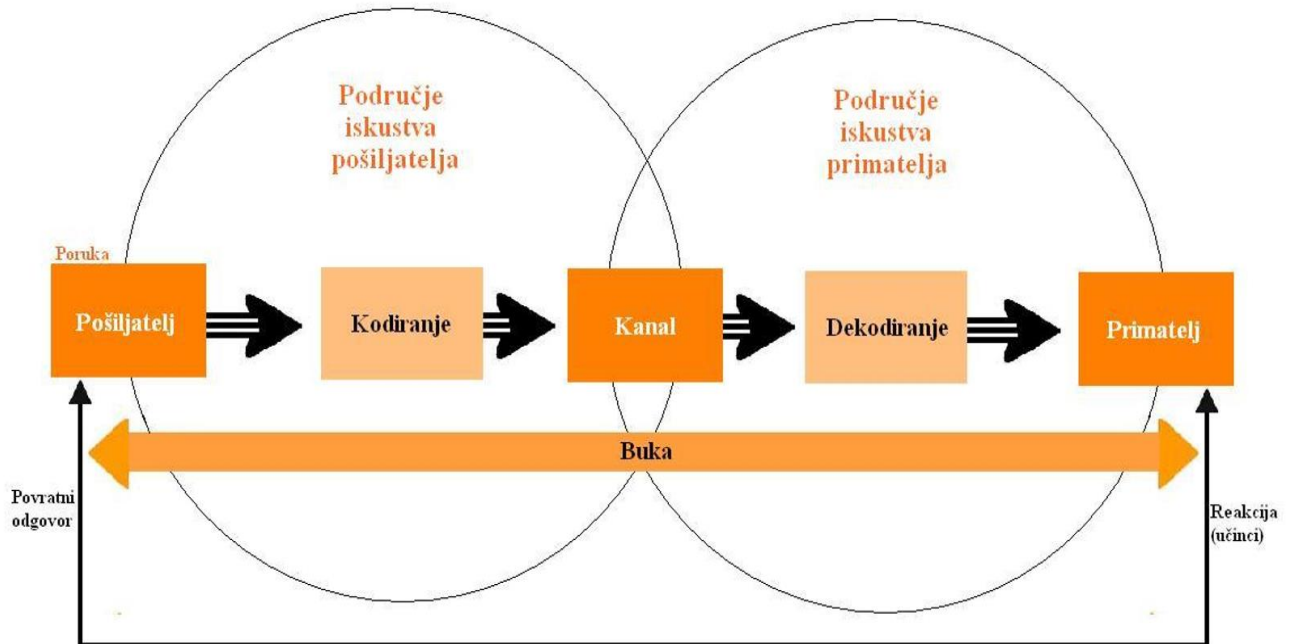 Područje
iskustva
pošiljatelja
Područje
iskustva
primatelja
Poruka
Pošiljatelj
Kodiranje
Kanal
Dekodiranje
Primatelj
Buka
Povratni
odgovor
Reakcija
(učinci)